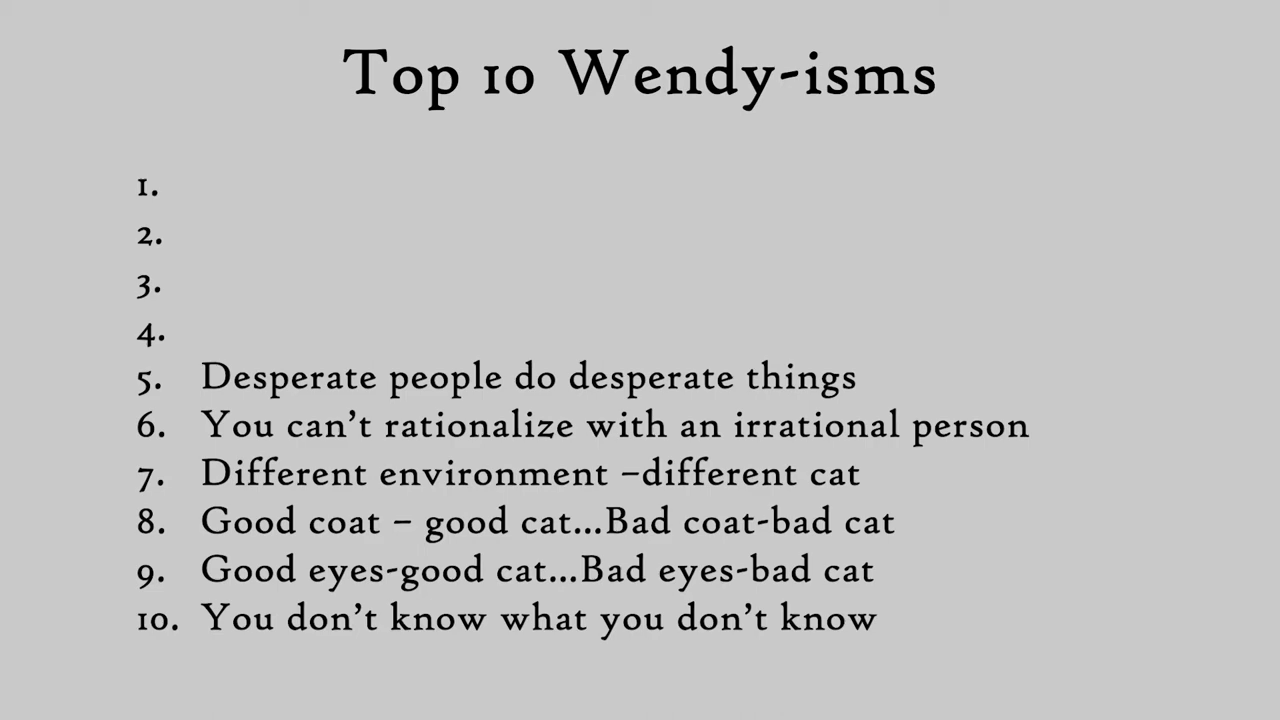 Top 10 Wendy-isms
1.
2.
3.
4.
5. Desperate people do desperate things
6. You can’t rationalize with an irrational person
7. Different environment –different cat
8. Good coat – good cat...Bad coat-bad cat
9. Good eyes-good cat...Bad eyes-bad cat
10. You don’t know what you don’t know